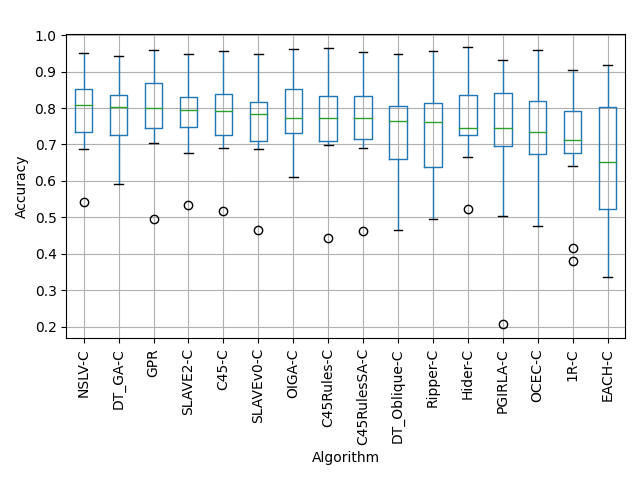 1.0
0.9
0.8
0.7
0.6
0.5
0.4
0.3
0.2
Accuracy
NSLV-C
DT_GA-C
GPR
SLAVE2-C
C45-C
SLAVEv0-C
OIGA-C
C45Rules-C
C45RulesSA-C
DT_Oblique-C
Ripper-C
Hider-C
PGIRLA-C
OCEC-C
1R-C
EACH-C
Algorithm